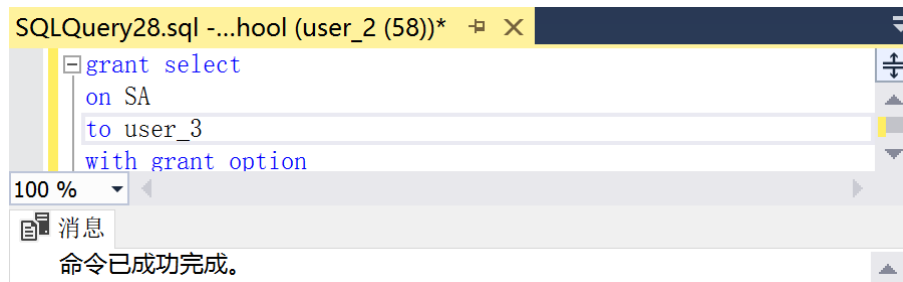 SQLQuery28.sql -...hool (user_2 (58))*
grant select
on SA
to user_3
with grant option
100 %
消息
命令已成功完成。